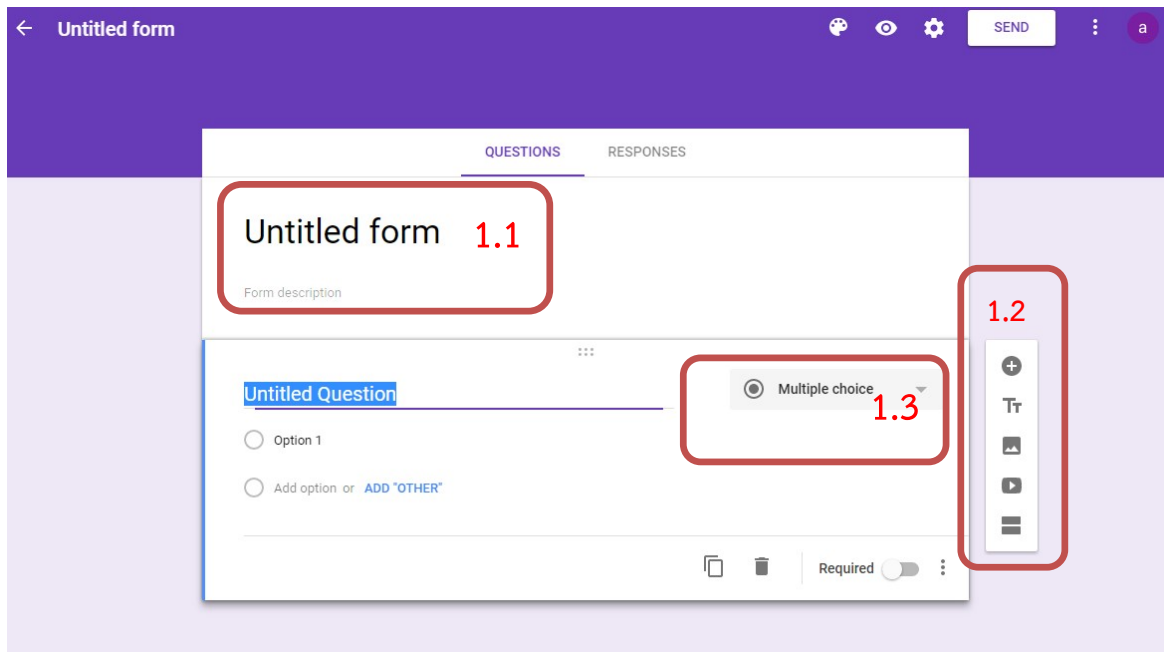 Untitled form
SEND
a
QUESTIONS RESPONSES
Untitled form 1.1
Form description
1.2
Untitled Question
Multiple choice
1.3
Tт
Option 1
Add option or ADD "OTHER"
Required